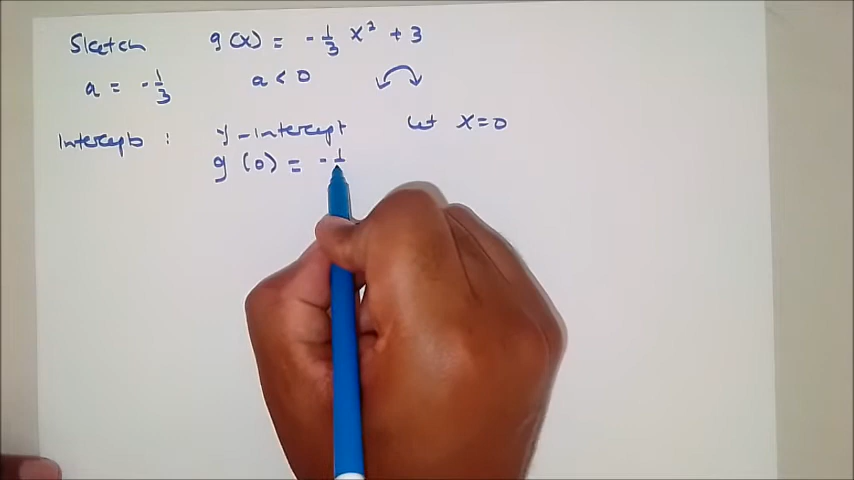 Sketch g(x) = -1/3 x² + 3
a = -1/3 a < 0
Intercepts : y-intercept Let x=0
g(0) = -1